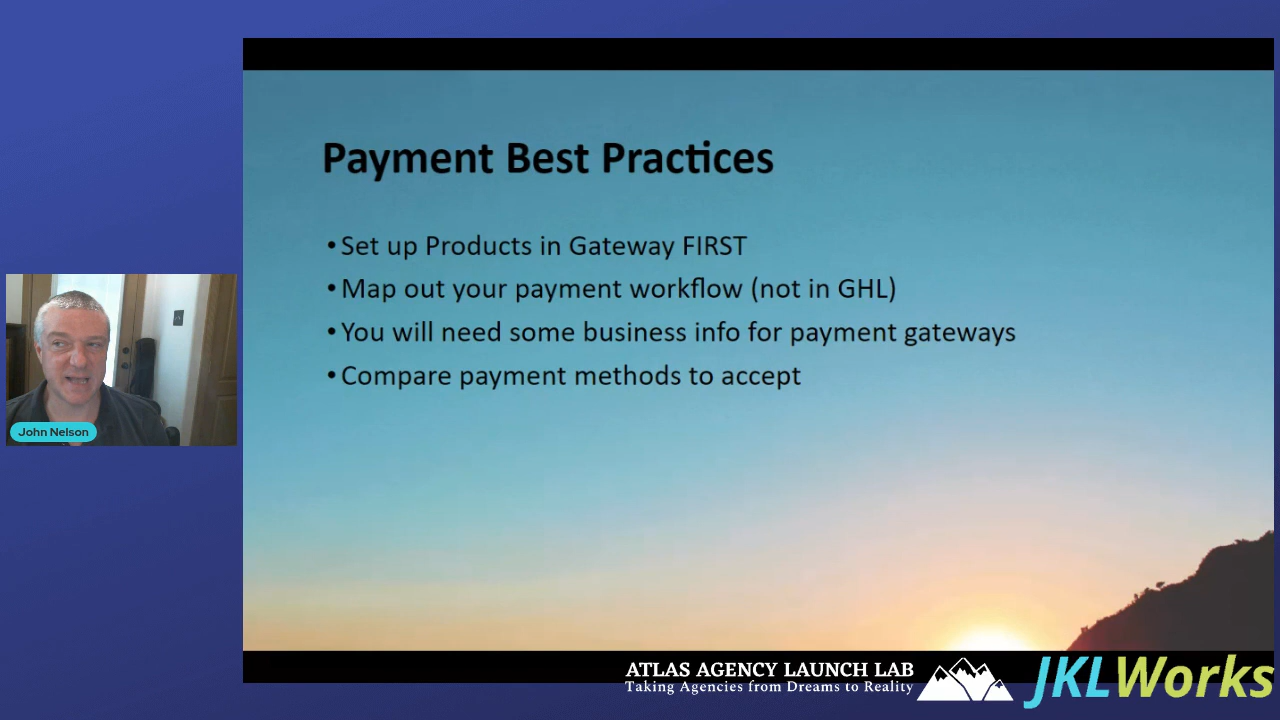 Payment Best Practices
• Set up Products in Gateway FIRST
• Map out your payment workflow (not in GHL)
• You will need some business info for payment gateways
• Compare payment methods to accept
John Nelson
ATLAS AGENCY LAUNCH LAB
Taking Agencies from Dreams to Reality
JKLWorks